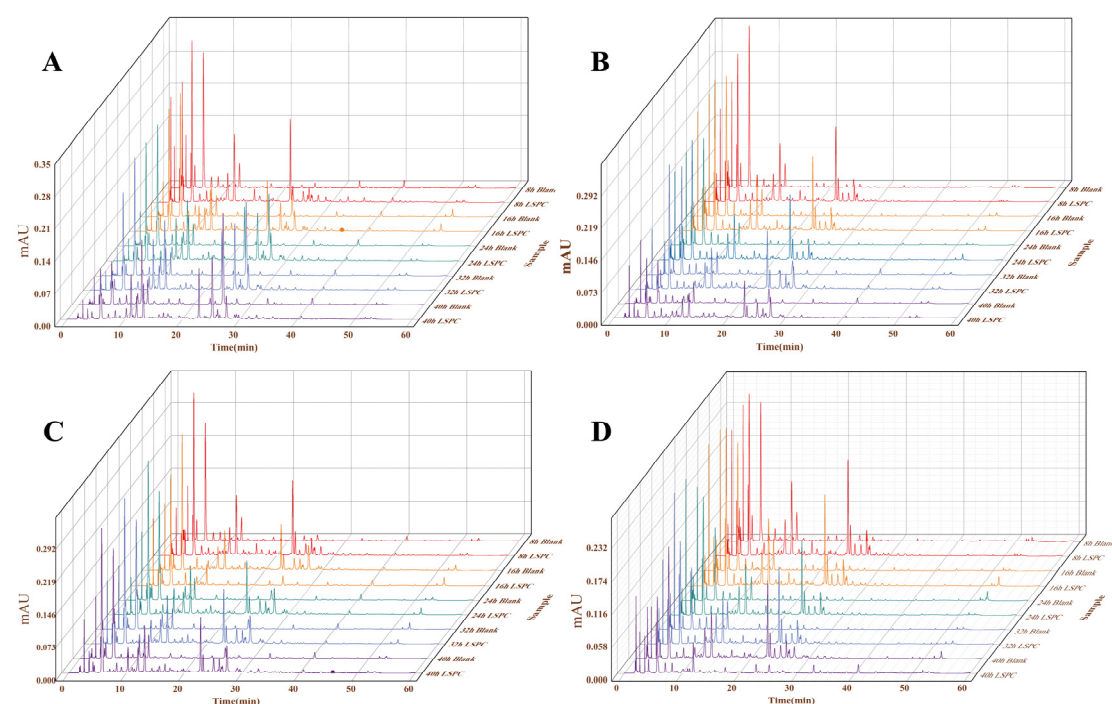 A
mAU
0.35
0.28
0.21
0.14
0.07
0.00
0 10 20 30 40 50 60
Time(min)
8h Blank
8h LSPC
16h Blank
16h LSPC
24h Blank
24h LSPC
32h Blank
32h LSPC
40h Blank
40h LSPC
Sample
B
mAU
0.292
0.219
0.146
0.073
0.000
0 10 20 30 40 50 60
Time(min)
8h Blank
8h LSPC
16h Blank
16h LSPC
24h Blank
24h LSPC
32h Blank
32h LSPC
40h Blank
40h LSPC
Sample
C
mAU
0.292
0.219
0.146
0.073
0.000
0 10 20 30 40 50 60
Time(min)
8h Blank
8h LSPC
16h Blank
16h LSPC
24h Blank
24h LSPC
32h Blank
32h LSPC
40h Blank
40h LSPC
Sample
D
mAU
0.232
0.174
0.116
0.058
0.000
0 10 20 30 40 50 60
Time(min)
8h Blank
8h LSPC
16h Blank
16h LSPC
24h Blank
24h LSPC
32h Blank
32h LSPC
40h Blank
40h LSPC
Sample